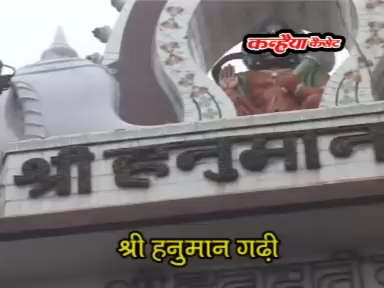 कन्हैया कैसेट
श्री हनुमान
श्री हनुमान गढ़ी